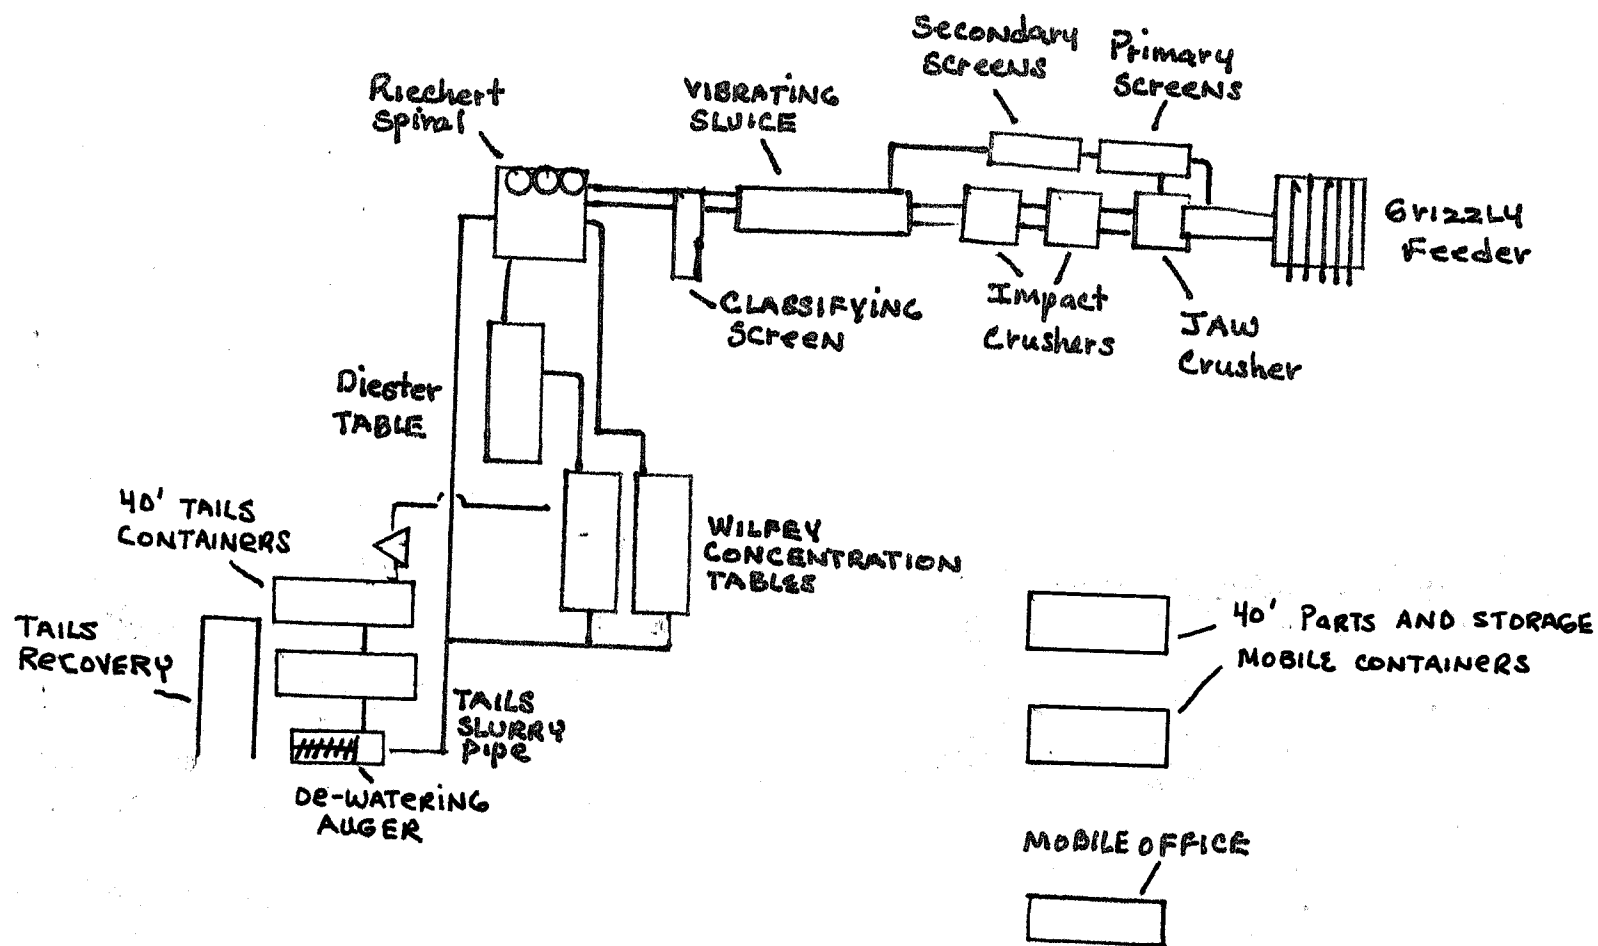 Secondary
Screens
Primary
Screens
Riechert
Spiral
VIBRATING
SLUICE
Grizzly
Feeder
CLASSIFYING
Screen
Impact
Crushers
JAW
Crusher
Diester
TABLE
40' TAILS
CONTAINERS
WILFEY
CONCENTRATION
TABLES
TAILS
RECOVERY
40' PARTS AND STORAGE
MOBILE CONTAINERS
TAILS
SLURRY
PIPE
DE-WATERING
AUGER
MOBILE OFFICE